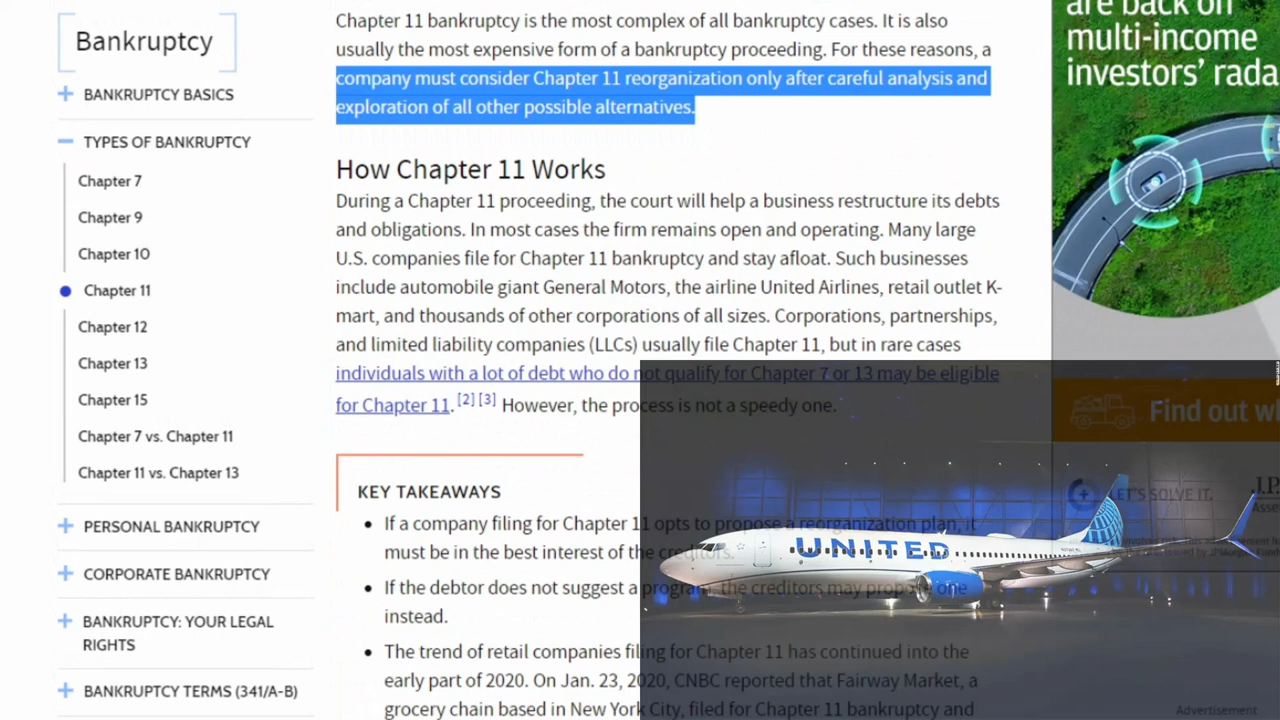 Bankruptcy
BANKRUPTCY BASICS
TYPES OF BANKRUPTCY
Chapter 7
Chapter 9
Chapter 10
Chapter 11
Chapter 12
Chapter 13
Chapter 15
Chapter 7 vs. Chapter 11
Chapter 11 vs. Chapter 13
PERSONAL BANKRUPTCY
CORPORATE BANKRUPTCY
BANKRUPTCY: YOUR LEGAL
RIGHTS
BANKRUPTCY TERMS (341/A-B)
Chapter 11 bankruptcy is the most complex of all bankruptcy cases. It is also
usually the most expensive form of a bankruptcy proceeding. For these reasons, a
company must consider Chapter 11 reorganization only after careful analysis and
exploration of all other possible alternatives.
How Chapter 11 Works
During a Chapter 11 proceeding, the court will help a business restructure its debts
and obligations. In most cases the firm remains open and operating. Many large
U.S. companies file for Chapter 11 bankruptcy and stay afloat. Such businesses
include automobile giant General Motors, the airline United Airlines, retail outlet K-
mart, and thousands of other corporations of all sizes. Corporations, partnerships,
and limited liability companies (LLCs) usually file Chapter 11, but in rare cases
individuals with a lot of debt who do not qualify for Chapter 7 or 13 may be eligible
for Chapter 11. [2] [3] However, the process is not a speedy one.
KEY TAKEAWAYS
If a company filing for Chapter 11 opts to propose a reorganization plan, it
must be in the best interest of the creditors.
If the debtor does not suggest a program, the creditors may propose one
instead.
The trend of retail companies filing for Chapter 11 has continued into the
early part of 2020. On Jan. 23, 2020, CNBC reported that Fairway Market, a
grocery chain based in New York City, filed for Chapter 11 bankruptcy and
are back on
multi-income
investors' rada
Find out w
LET'S SOLVE IT.
J.P
Asse
UNITED
Advertisement